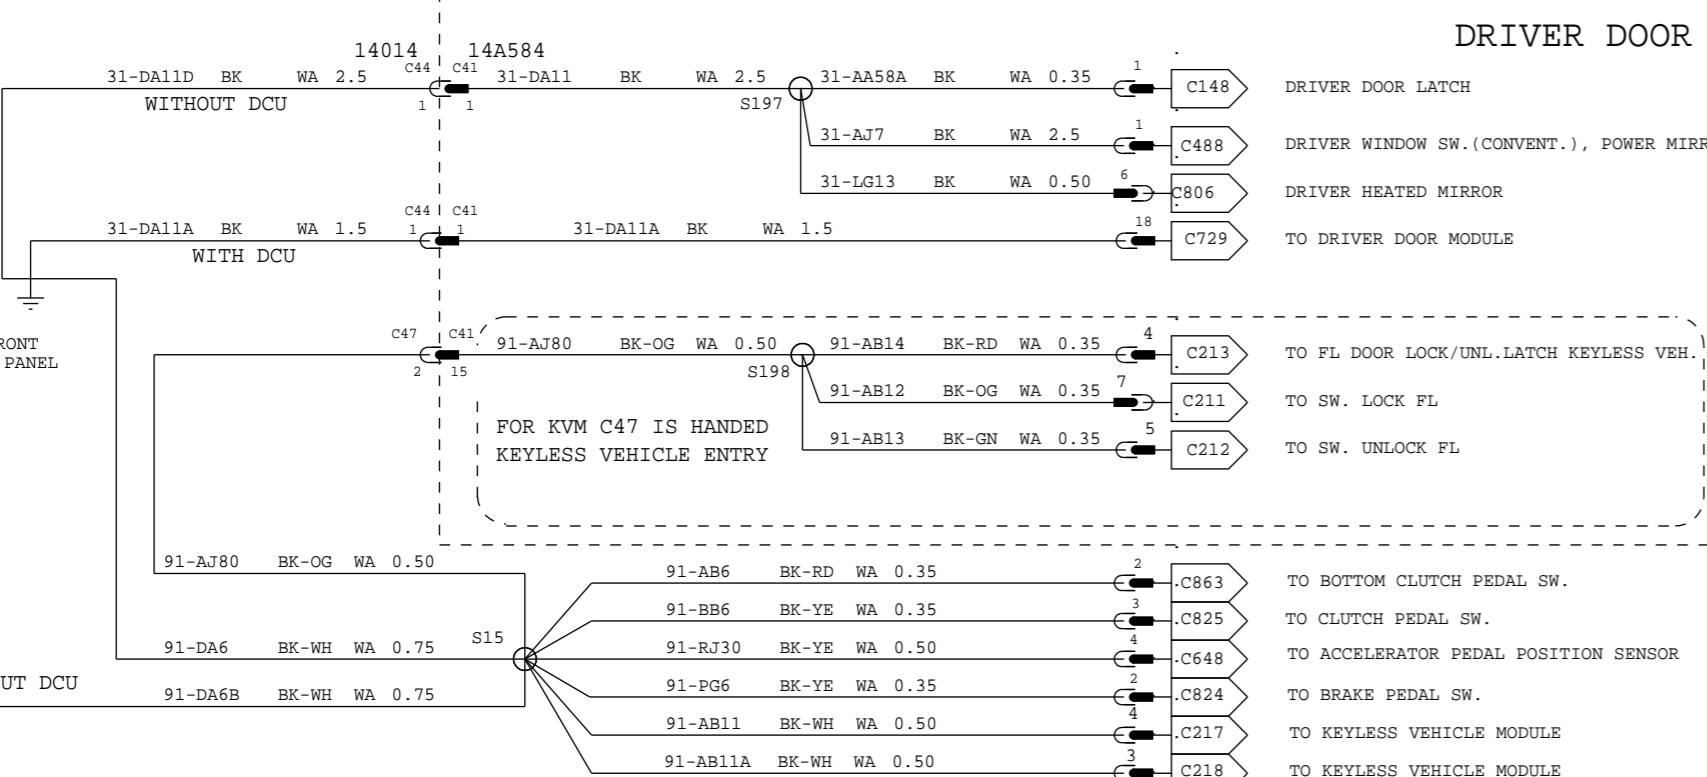 DRIVER DOOR
14014 14A584
31-DA11D BK WA 2.5 C44 C41 31-DA11 BK WA 2.5 31-AA58A BK WA 0.35 1 C148 DRIVER DOOR LATCH
WITHOUT DCU 1 1 S197
31-AJ7 BK WA 2.5 1 C488 DRIVER WINDOW SW.(CONVENT.), POWER MIRR
31-LG13 BK WA 0.50 6 C806 DRIVER HEATED MIRROR
C44 C41
31-DA11A BK WA 1.5 1 1 31-DA11A BK WA 1.5 18 C729 TO DRIVER DOOR MODULE
WITH DCU
RONT
PANEL
C47 C41
91-AJ80 BK-OG WA 0.50 91-AB14 BK-RD WA 0.35 4 C213 TO FL DOOR LOCK/UNL.LATCH KEYLESS VEH.
2 15 S198
91-AB12 BK-OG WA 0.35 7 C211 TO SW. LOCK FL
FOR KVM C47 IS HANDED
KEYLESS VEHICLE ENTRY
91-AB13 BK-GN WA 0.35 5 C212 TO SW. UNLOCK FL
91-AJ80 BK-OG WA 0.50
91-AB6 BK-RD WA 0.35 2 C863 TO BOTTOM CLUTCH PEDAL SW.
91-BB6 BK-YE WA 0.35 3 C825 TO CLUTCH PEDAL SW.
91-DA6 BK-WH WA 0.75 S15 91-RJ30 BK-YE WA 0.50 4 C648 TO ACCELERATOR PEDAL POSITION SENSOR
UT DCU
91-DA6B BK-WH WA 0.75 91-PG6 BK-YE WA 0.35 2 C824 TO BRAKE PEDAL SW.
91-AB11 BK-WH WA 0.50 4 C217 TO KEYLESS VEHICLE MODULE
91-AB11A BK-WH WA 0.50 3 C218 TO KEYLESS VEHICLE MODULE